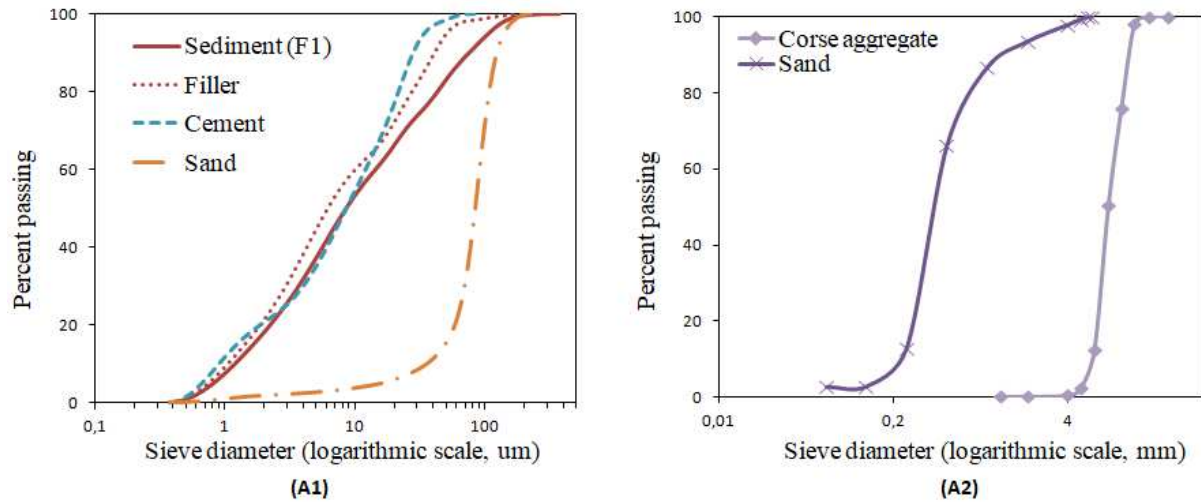 100
80
60
40
20
0
Percent passing
Sediment (F1)
Filler
Cement
Sand
0,1
1
10
100
Sieve diameter (logarithmic scale, um)
(A1)
100
80
60
40
20
0
Percent passing
Corse aggregate
Sand
0,01
0,2
4
Sieve diameter (logarithmic scale, mm)
(A2)